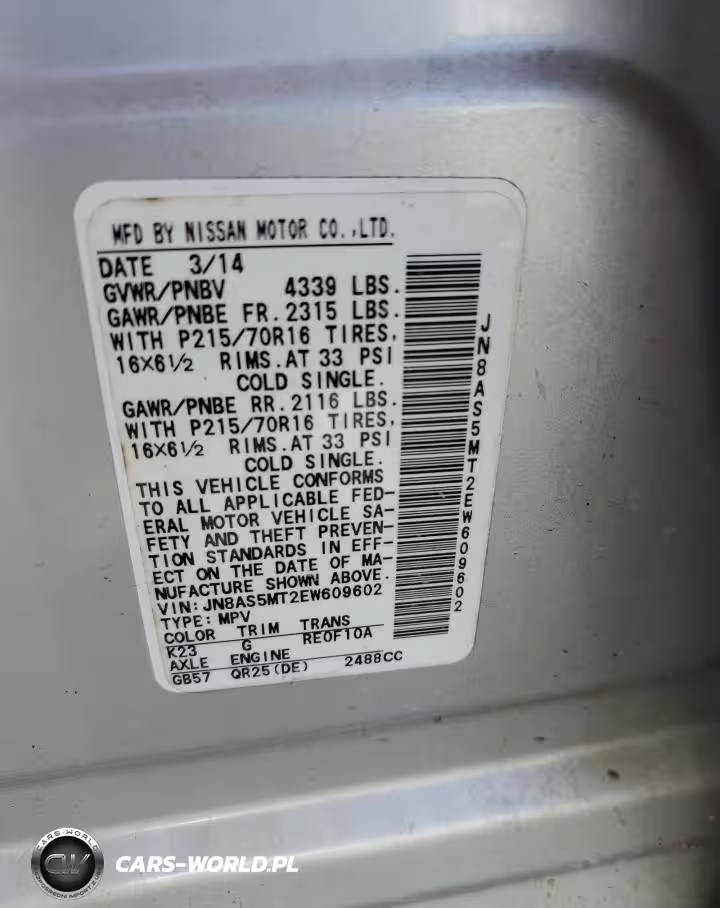 MFD BY NISSAN MOTOR CO.,LTD.
DATE 3/14
GVWR/PNBV 4339 LBS.
GAWR/PNBE FR. 2315 LBS.
WITH P215/70R16 TIRES,
16X6½ RIMS. AT 33 PSI
COLD SINGLE.
GAWR/PNBE RR. 2116 LBS.
WITH P215/70R16 TIRES,
16X6½ RIMS. AT 33 PSI
COLD SINGLE.
THIS VEHICLE CONFORMS
TO ALL APPLICABLE FED-
ERAL MOTOR VEHICLE SA-
FETY AND THEFT PREVEN-
TION STANDARDS IN EFF-
ECT ON THE DATE OF MA-
NUFACTURE SHOWN ABOVE.
VIN: JN8AS5MT2EW609602
TYPE: MPV
COLOR TRIM TRANS
K23 G RE0F10A
AXLE ENGINE
GB57 QR25(DE) 2488CC
JN8AS5MT2EW609602
CARS-WORLD
CW
CARS-WORLD.PL